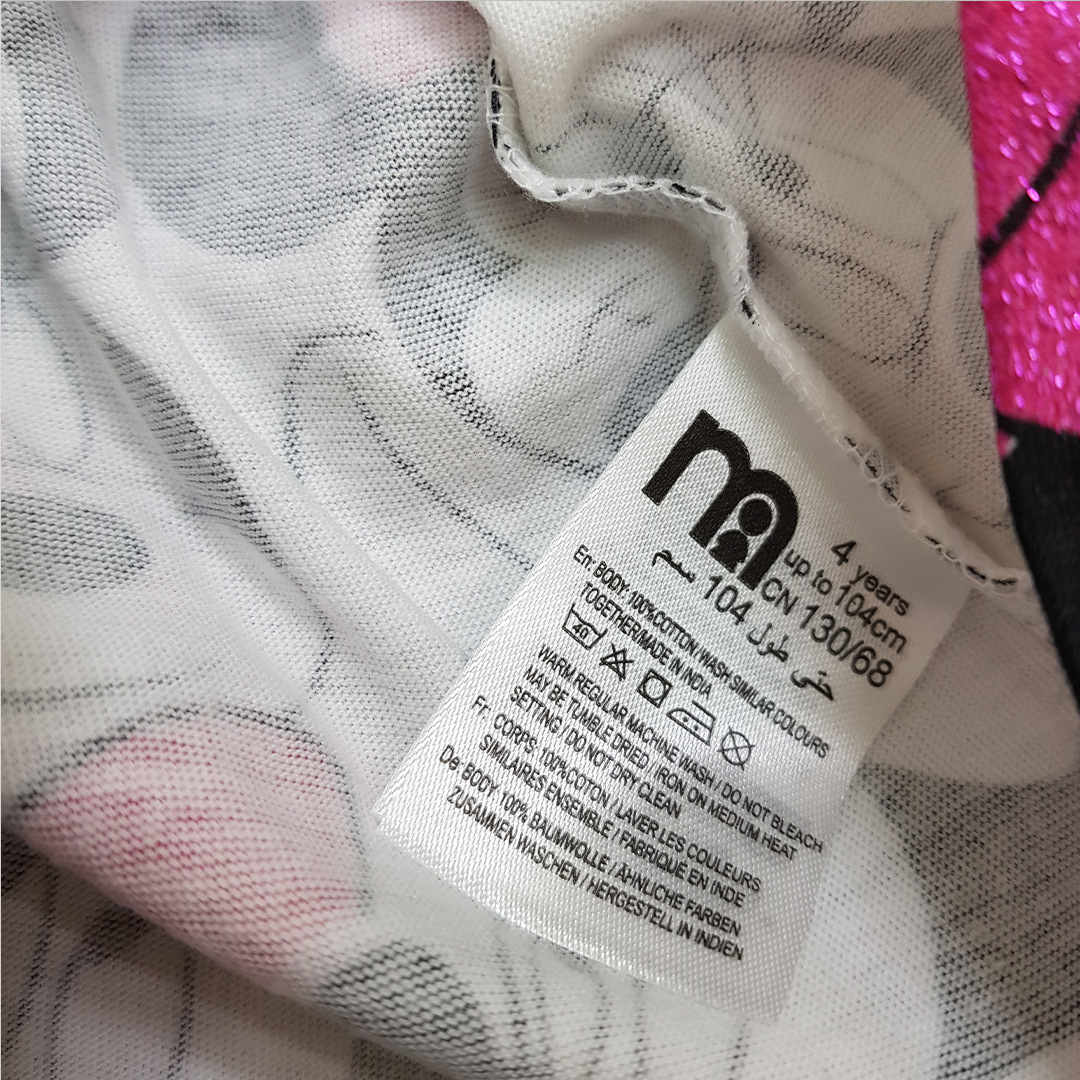 4 years
up to 104cm
CN 130/68
حتى طول 104 سم
En: BODY: 100%COTTON WASH SIMILAR COLOURS
TOGETHER/MADE IN INDIA
40
WARM REGULAR MACHINE WASH / DO NOT BLEACH
MAY BE TUMBLE DRIED / IRON ON MEDIUM HEAT
SETTING / DO NOT DRY CLEAN
Fr: CORPS: 100%COTON / LAVER LES COULEURS
SIMILAIRES ENSEMBLE / FABRIQUÉ EN INDE
De: BODY: 100% BAUMWOLLE / ÄHNLICHE FARBEN
ZUSAMMEN WASCHEN / HERGESTELL IN INDIEN